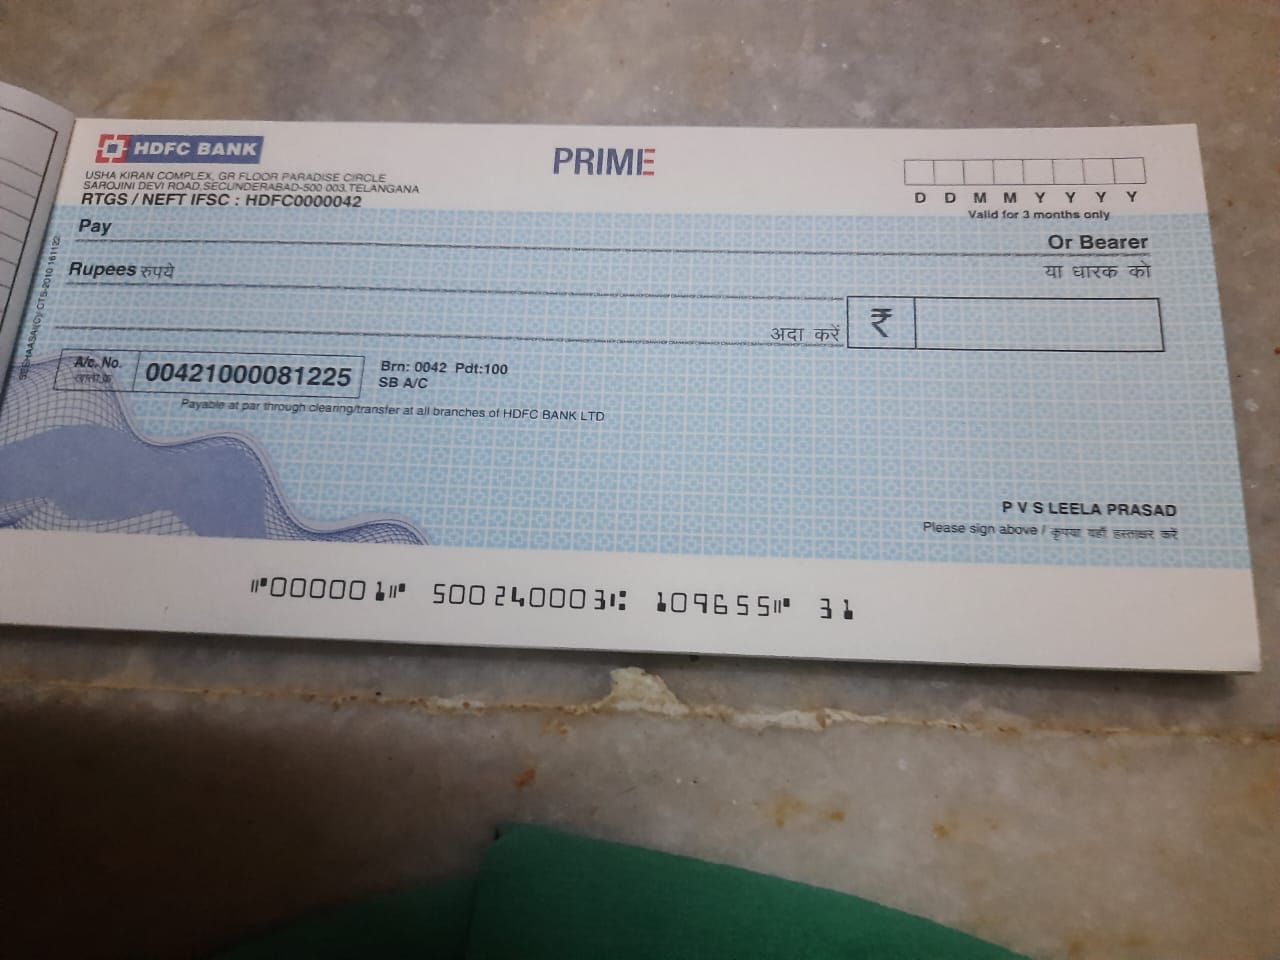 HDFC BANK
PRIME
USHA KIRAN COMPLEX, GR FLOOR PARADISE CIRCLE
SAROJINI DEVI ROAD,SECUNDERABAD-500 003,TELANGANA
RTGS / NEFT IFSC : HDFC0000042
D D M M Y Y Y Y
Valid for 3 months only
Pay
Or Bearer
Rupees रुपये
या धारक को
अदा करें
₹
A/c. No.
00421000081225
Brn: 0042 Pdt:100
SB A/C
Payable at par through clearing/transfer at all branches of HDFC BANK LTD
P V S LEELA PRASAD
Please sign above / कृपया यहाँ हस्ताक्षर करें
⑈000001⑈ 500240003⑆ 109655⑈ 31
CTS-2010